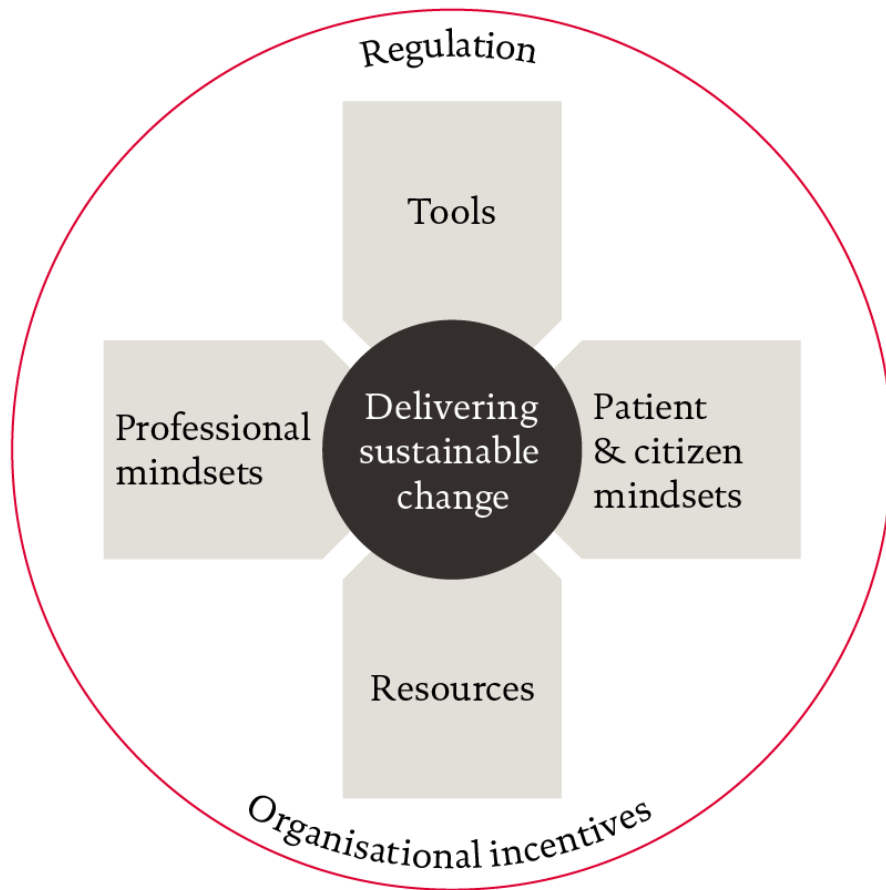 Regulation
Tools
Professional
mindsets
Delivering
sustainable
change
Patient
& citizen
mindsets
Resources
Organisational incentives